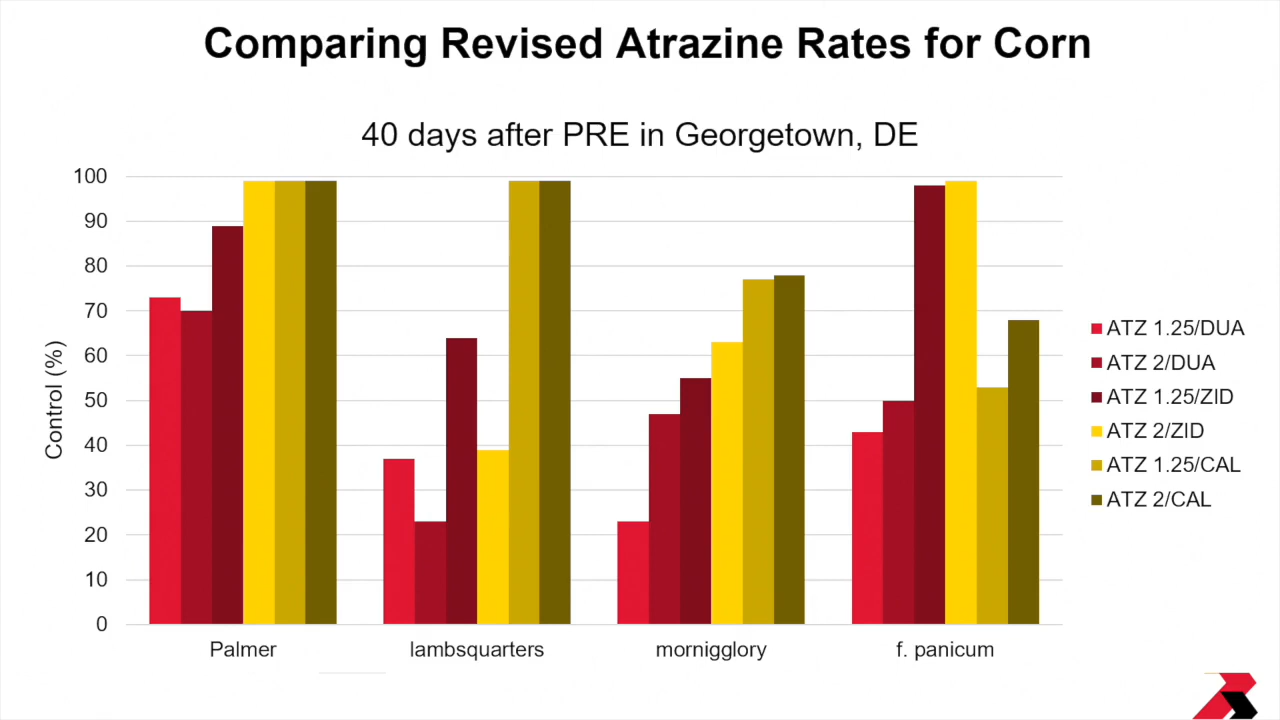 Comparing Revised Atrazine Rates for Corn
40 days after PRE in Georgetown, DE
100
90
80
70
60
50
40
30
20
10
0
Control (%)
Palmer
lambsquarters
mornigglory
f. panicum
ATZ 1.25/DUA
ATZ 2/DUA
ATZ 1.25/ZID
ATZ 2/ZID
ATZ 1.25/CAL
ATZ 2/CAL